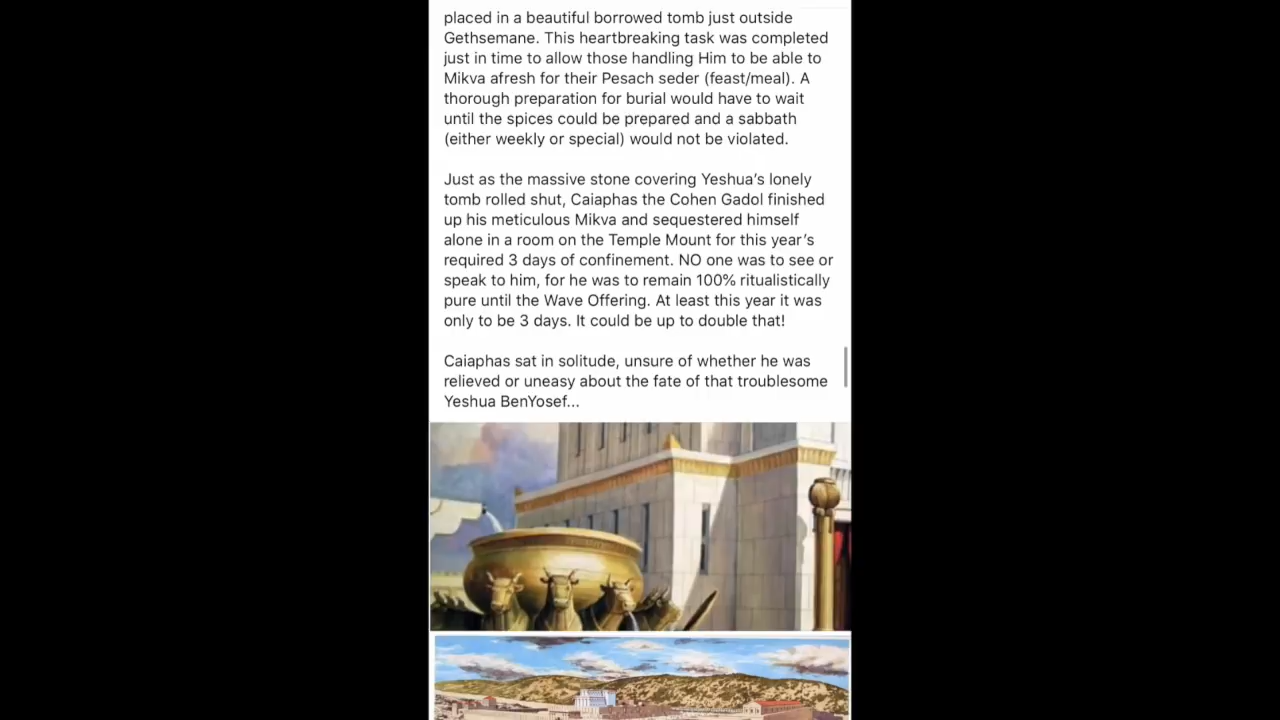 placed in a beautiful borrowed tomb just outside
Gethsemane. This heartbreaking task was completed
just in time to allow those handling Him to be able to
Mikva afresh for their Pesach seder (feast/meal). A
thorough preparation for burial would have to wait
until the spices could be prepared and a sabbath
(either weekly or special) would not be violated.
Just as the massive stone covering Yeshua’s lonely
tomb rolled shut, Caiaphas the Cohen Gadol finished
up his meticulous Mikva and sequestered himself
alone in a room on the Temple Mount for this year’s
required 3 days of confinement. NO one was to see or
speak to him, for he was to remain 100% ritualistically
pure until the Wave Offering. At least this year it was
only to be 3 days. It could be up to double that!
Caiaphas sat in solitude, unsure of whether he was
relieved or uneasy about the fate of that troublesome
Yeshua BenYosef...